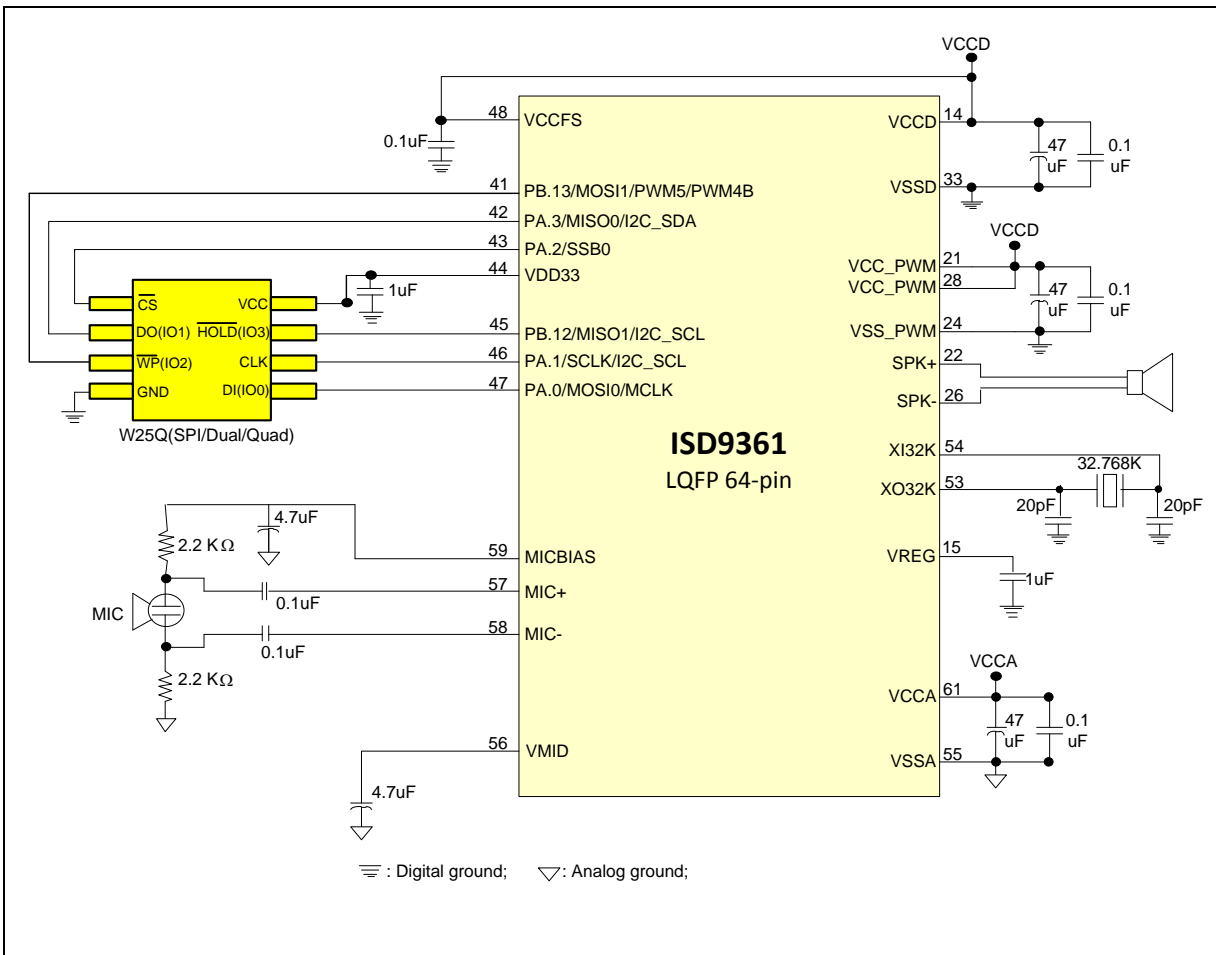 VCCD
48 VCCFS
0.1uF
VCCD 14
47 uF
0.1 uF
VSSD 33
41 PB.13/MOSI1/PWM5/PWM4B
42 PA.3/MISO0/I2C_SDA
43 PA.2/SSB0
44 VDD33
1uF
45 PB.12/MISO1/I2C_SCL
46 PA.1/SCLK/I2C_SCL
47 PA.0/MOSI0/MCLK
CS VCC
DO(IO1) HOLD(IO3)
WP(IO2) CLK
GND DI(IO0)
W25Q(SPI/Dual/Quad)
VCCD
VCC_PWM 21
VCC_PWM 28
47 uF
0.1 uF
VSS_PWM 24
SPK+ 22
SPK- 26
ISD9361
LQFP 64-pin
XI32K 54
32.768K
XO32K 53
20pF
20pF
VREG 15
1uF
4.7uF
2.2 KΩ
59 MICBIAS
57 MIC+
0.1uF
MIC
58 MIC-
0.1uF
2.2 KΩ
VCCA
VCCA 61
47 uF
0.1 uF
VSSA 55
56 VMID
4.7uF
: Digital ground; : Analog ground;